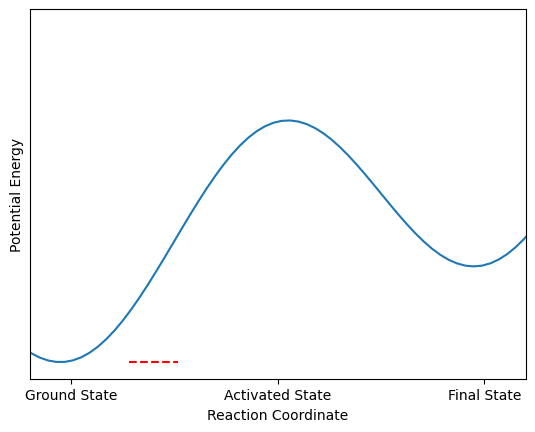 Potential Energy
Ground State Activated State Final State
Reaction Coordinate